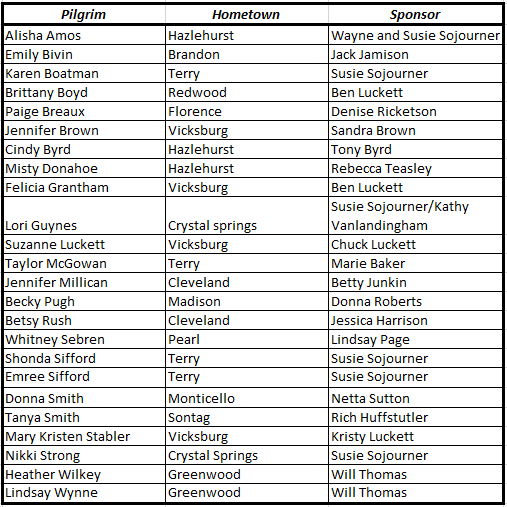 Pilgrim Hometown Sponsor
Alisha Amos Hazlehurst Wayne and Susie Sojourner
Emily Bivin Brandon Jack Jamison
Karen Boatman Terry Susie Sojourner
Brittany Boyd Redwood Ben Luckett
Paige Breaux Florence Denise Ricketson
Jennifer Brown Vicksburg Sandra Brown
Cindy Byrd Hazlehurst Tony Byrd
Misty Donahoe Hazlehurst Rebecca Teasley
Felicia Grantham Vicksburg Ben Luckett
Susie Sojourner/Kathy
Lori Guynes Crystal springs Vanlandingham
Suzanne Luckett Vicksburg Chuck Luckett
Taylor McGowan Terry Marie Baker
Jennifer Millican Cleveland Betty Junkin
Becky Pugh Madison Donna Roberts
Betsy Rush Cleveland Jessica Harrison
Whitney Sebren Pearl Lindsay Page
Shonda Sifford Terry Susie Sojourner
Emree Sifford Terry Susie Sojourner
Donna Smith Monticello Netta Sutton
Tanya Smith Sontag Rich Huffstutler
Mary Kristen Stabler Vicksburg Kristy Luckett
Nikki Strong Crystal Springs Susie Sojourner
Heather Wilkey Greenwood Will Thomas
Lindsay Wynne Greenwood Will Thomas